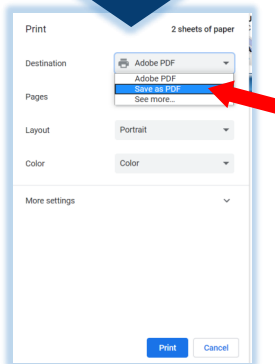 Print 2 sheets of paper
Destination Adobe PDF
Adobe PDF
Save as PDF
See more...
Pages
Layout Portrait
Color Color
More settings
Print Cancel